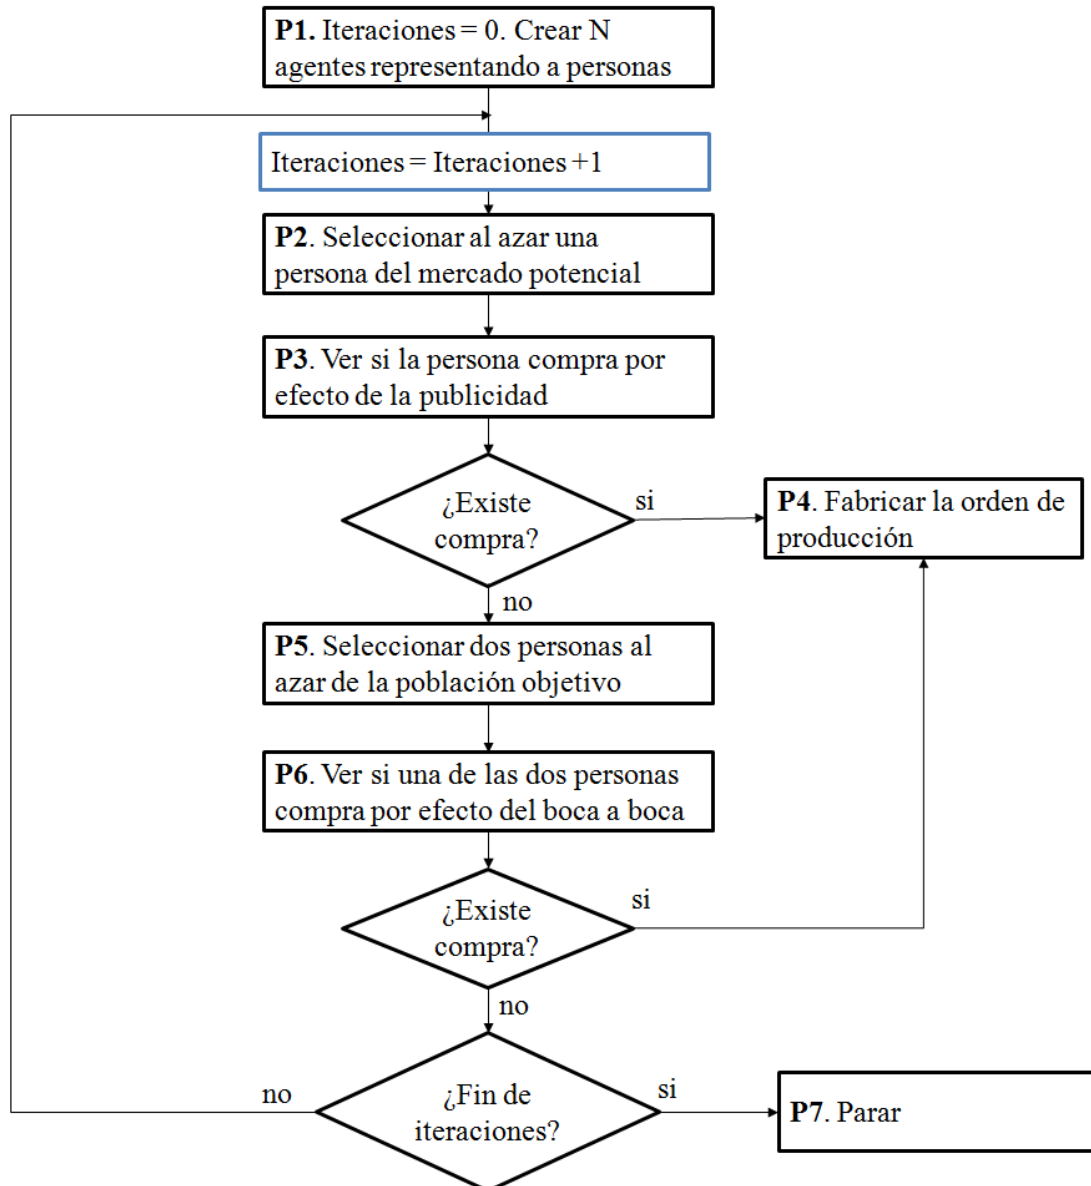 P1. Iteraciones = 0. Crear N
agentes representando a personas
Iteraciones = Iteraciones +1
P2. Seleccionar al azar una
persona del mercado potencial
P3. Ver si la persona compra por
efecto de la publicidad
¿Existe
compra?
si
P4. Fabricar la orden de
producción
no
P5. Seleccionar dos personas al
azar de la población objetivo
P6. Ver si una de las dos personas
compra por efecto del boca a boca
¿Existe
compra?
si
no
¿Fin de
iteraciones?
no
si
P7. Parar